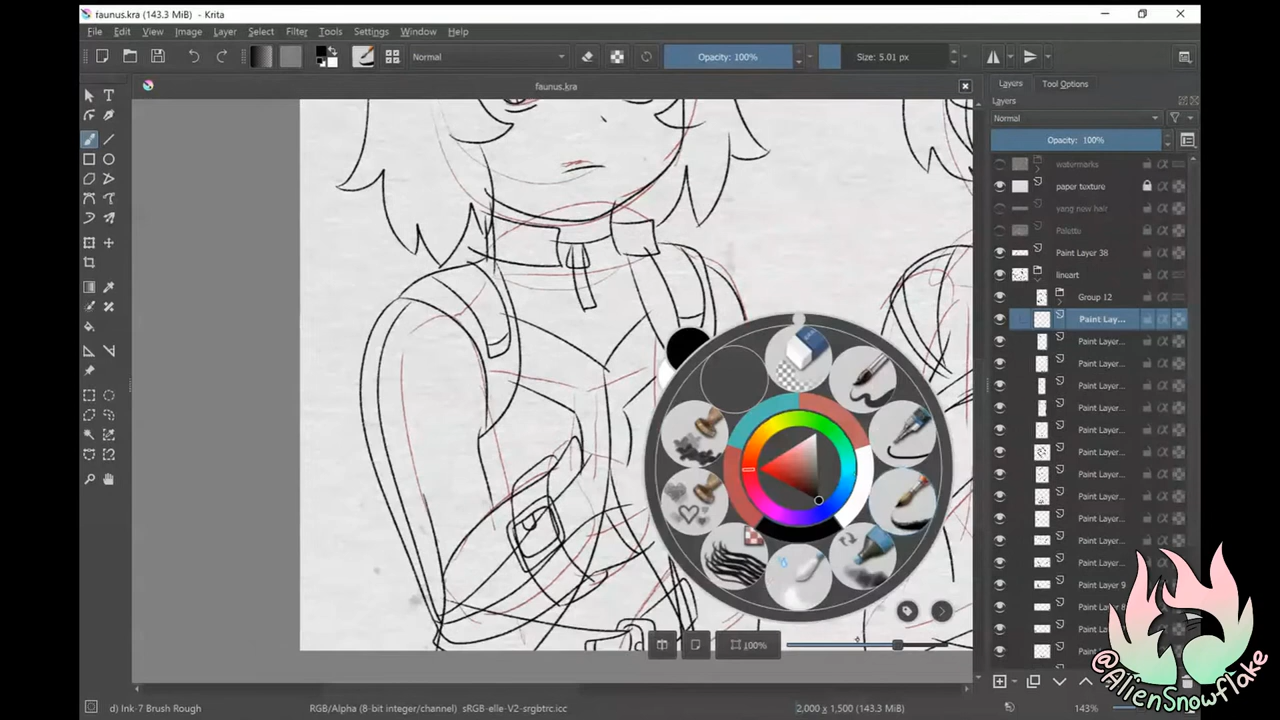 faunus.kra (143.3 MiB) - Krita
File Edit View Image Layer Select Filter Tools Settings Window Help
Normal
Opacity: 100%
Size: 5.01 px
faunus.kra
Layers Tool Options
Layers
Normal
Opacity: 100%
watermarks
paper texture
yang now hair
Palette
Paint Layer 38
lineart
Group 12
Paint Lay...
Paint Layer...
Paint Layer...
Paint Layer...
Paint Layer...
Paint Layer...
Paint Layer...
Paint Layer...
Paint Layer...
Paint Layer...
Paint Layer...
Paint Layer...
Paint Layer 9
100%
d) Ink-7 Brush Rough
RGB/Alpha (8-bit integer/channel) sRGB-elle-V2-srgbtrc.icc
2,000 x 1,500 (143.3 MiB)
143%
@AlienSnowflake